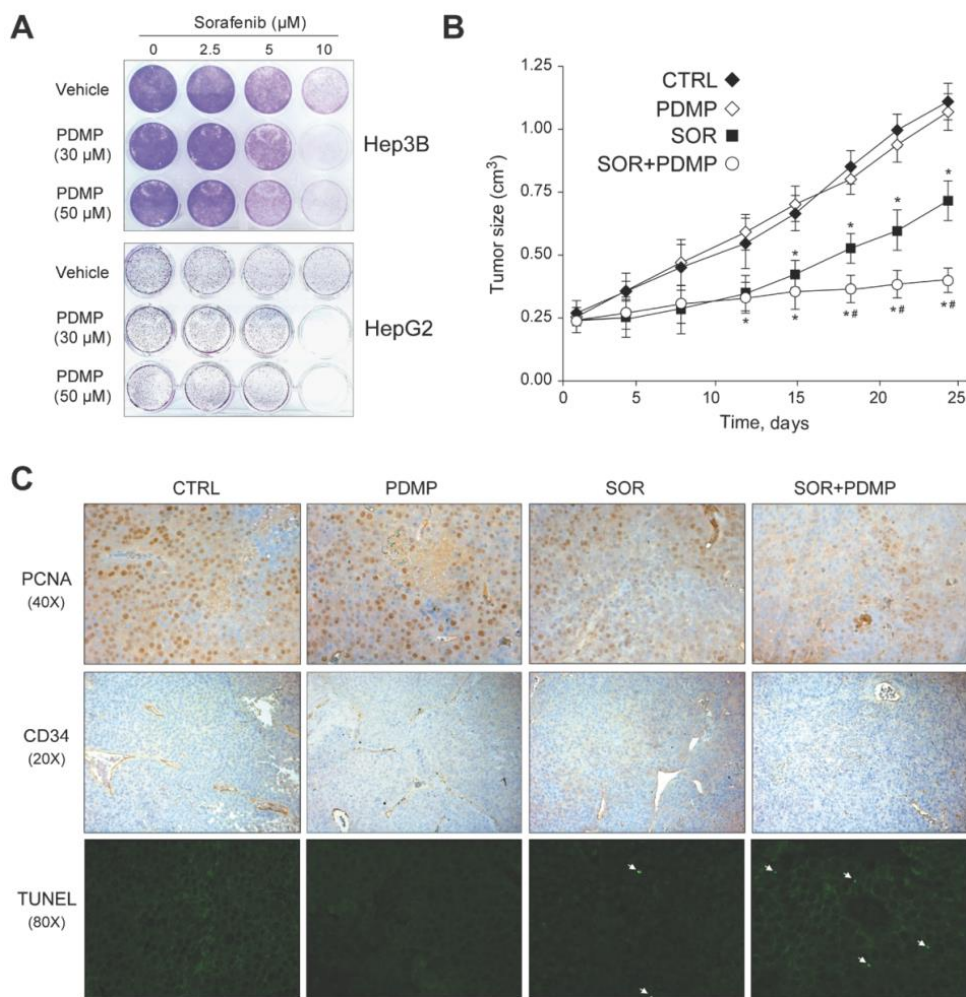 A
Sorafenib (µM)
0 2.5 5 10
Vehicle
PDMP
(30 µM)
PDMP
(50 µM)
Hep3B
Vehicle
PDMP
(30 µM)
PDMP
(50 µM)
HepG2
B
1.25
1.00
0.75
0.50
0.25
0.00
Tumor size (cm³)
CTRL
PDMP
SOR
SOR+PDMP
* * * *
* * *# *# *#
0 5 10 15 20 25
Time, days
C
CTRL PDMP SOR SOR+PDMP
PCNA
(40X)
CD34
(20X)
TUNEL
(80X)